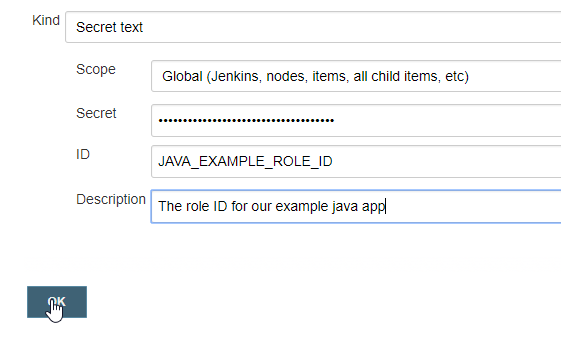 Kind Secret text
Scope Global (Jenkins, nodes, items, all child items, etc)
Secret ••••••••••••••••••••••••••••••••••••
ID JAVA_EXAMPLE_ROLE_ID
Description The role ID for our example java app
OK